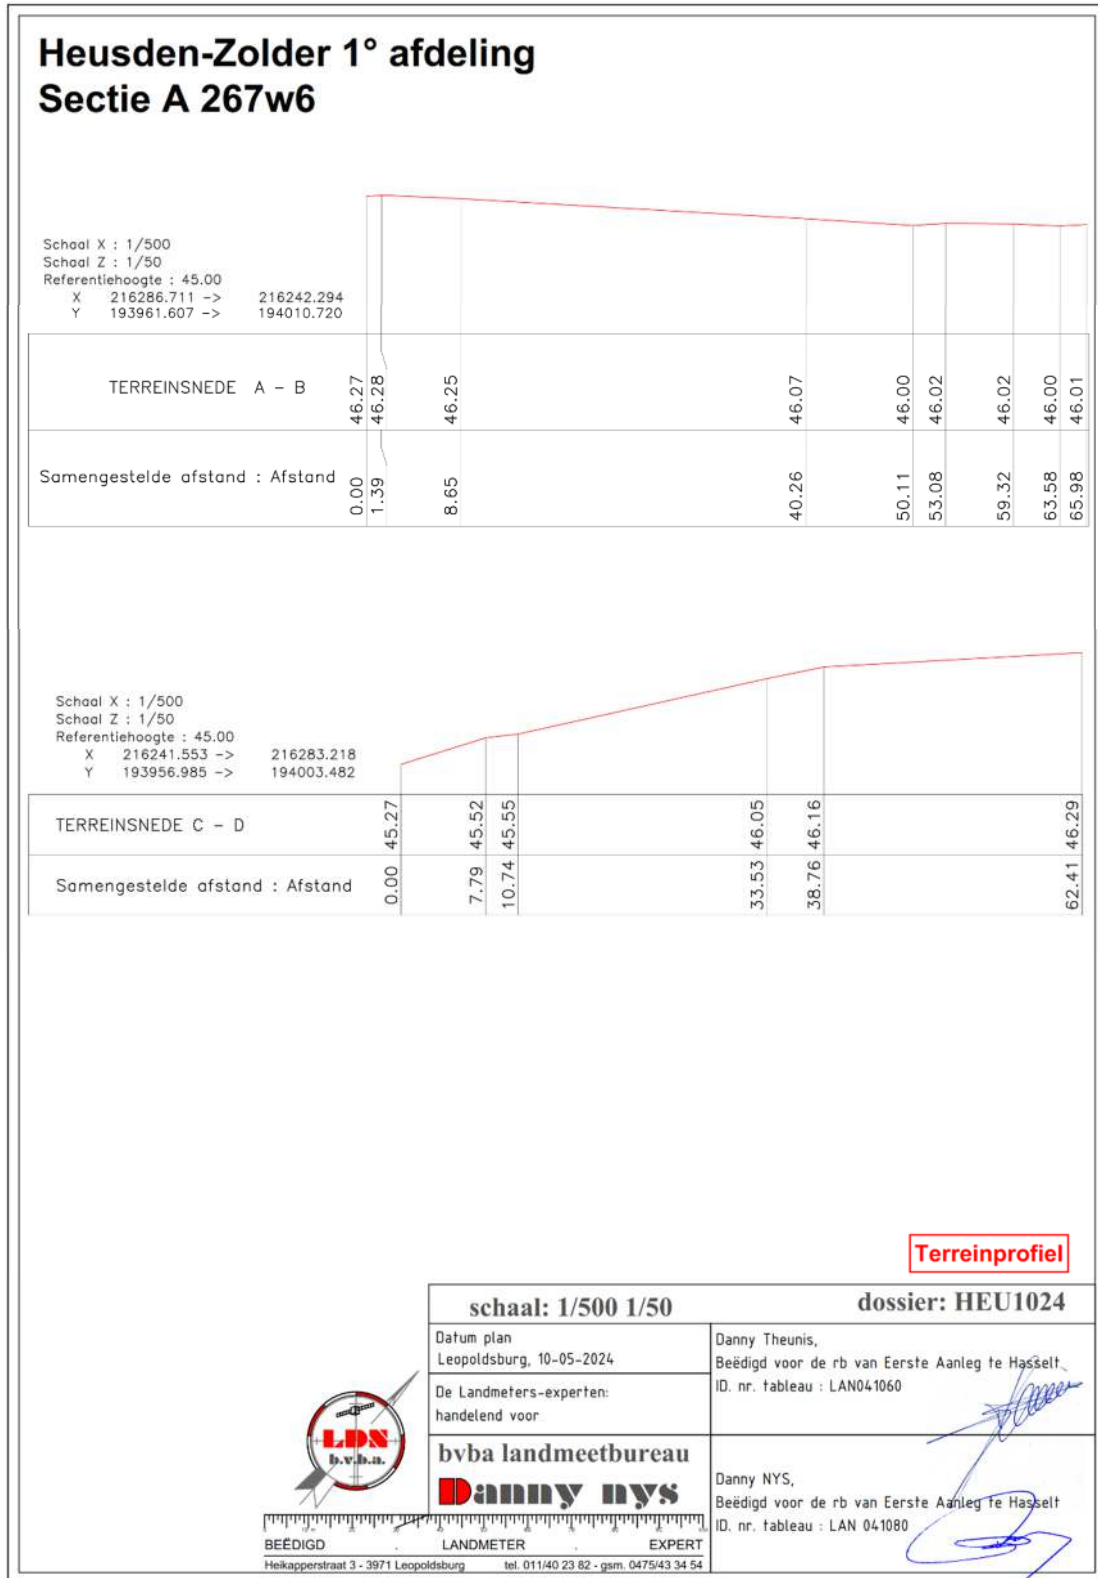 Heusden-Zolder 1° afdeling
Sectie A 267w6
Schaal X : 1/500
Schaal Z : 1/50
Referentiehoogte : 45.00
X 216286.711 -> 216242.294
Y 193961.607 -> 194010.720
TERREINSNEDE A - B 46.27 46.28 46.25 46.07 46.00 46.02 46.02 46.00 46.01
Samengestelde afstand : Afstand 0.00 1.39 8.65 40.26 50.11 53.08 59.32 63.58 65.98
Schaal X : 1/500
Schaal Z : 1/50
Referentiehoogte : 45.00
X 216241.553 -> 216283.218
Y 193956.985 -> 194003.482
TERREINSNEDE C - D 45.27 45.52 45.55 46.05 46.16 46.29
Samengestelde afstand : Afstand 0.00 7.79 10.74 33.53 38.76 62.41
Terreinprofiel
schaal: 1/500 1/50
dossier: HEU1024
Datum plan
Leopoldsburg, 10-05-2024
De Landmeters-experten:
handelend voor
Danny Theunis,
Beëdigd voor de rb van Eerste Aanleg te Hasselt
ID. nr. tableau : LAN041060
LDN
b.v.b.a.
bvba landmeetbureau
Danny nys
Danny NYS,
Beëdigd voor de rb van Eerste Aanleg te Hasselt
ID. nr. tableau : LAN 041080
BEËDIGD . LANDMETER . EXPERT
Heikapperstraat 3 - 3971 Leopoldsburg tel. 011/40 23 82 - gsm. 0475/43 34 54